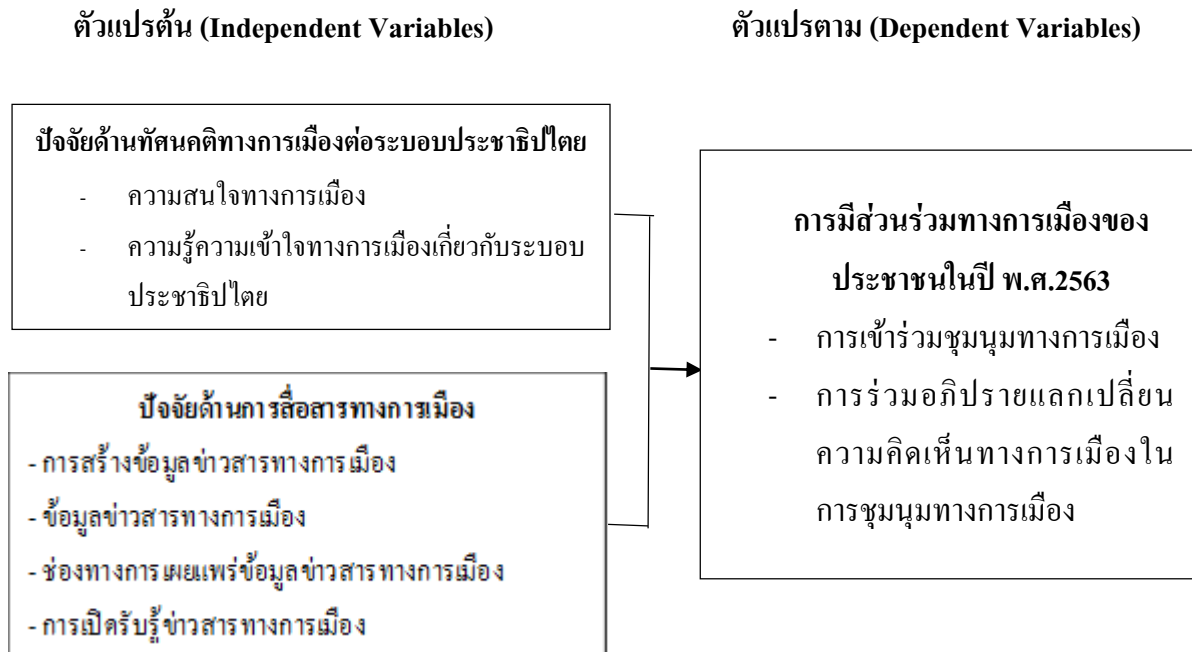 ตัวแปรต้น (Independent Variables)
ตัวแปรตาม (Dependent Variables)
ปัจจัยด้านทัศนคติทางการเมืองต่อระบอบประชาธิปไตย
- ความสนใจทางการเมือง
- ความรู้ความเข้าใจทางการเมืองเกี่ยวกับระบอบ
ประชาธิปไตย
ปัจจัยด้านการสื่อสารทางการเมือง
- การสร้างข้อมูลข่าวสารทางการเมือง
- ข้อมูลข่าวสารทางการเมือง
- ช่องทางการเผยแพร่ข้อมูลข่าวสารทางการเมือง
- การเปิดรับรู้ข่าวสารทางการเมือง
การมีส่วนร่วมทางการเมืองของ
ประชาชนในปี พ.ศ.2563
- การเข้าร่วมชุมนุมทางการเมือง
- การร่วมอภิปรายแลกเปลี่ยน
ความคิดเห็นทางการเมืองใน
การชุมนุมทางการเมือง